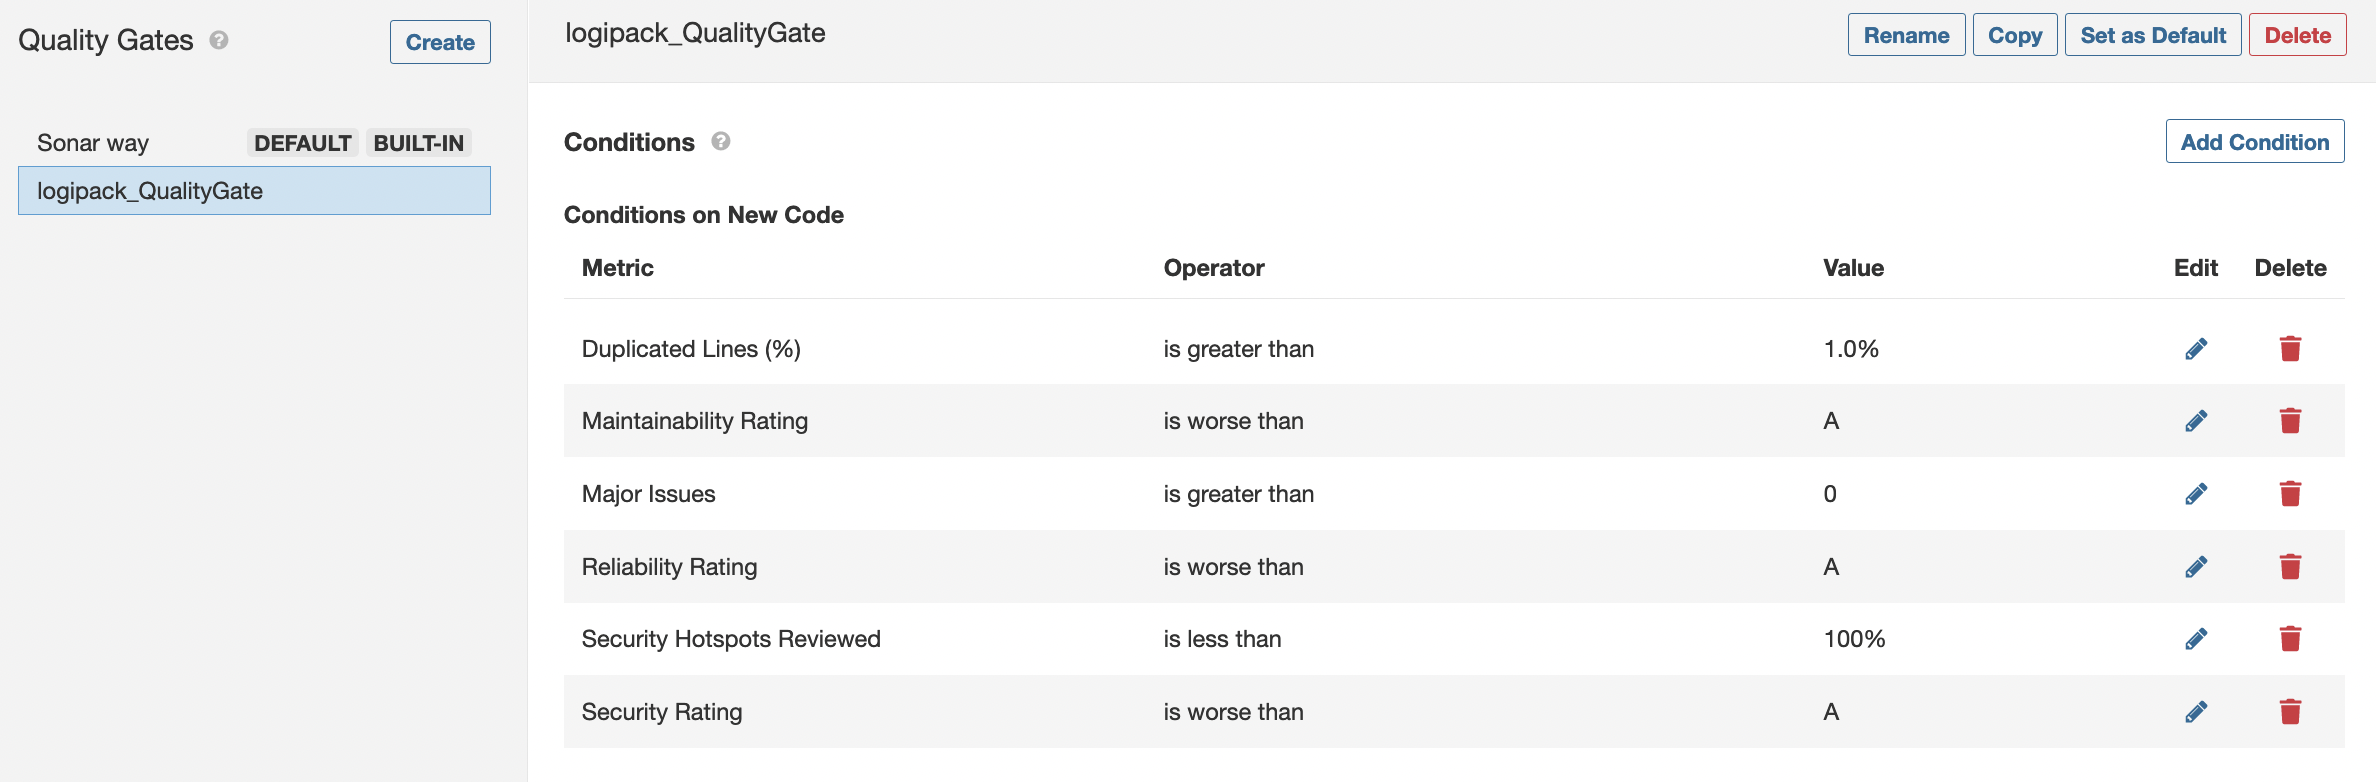 Quality Gates ?
Create
Sonar way DEFAULT BUILT-IN
logipack_QualityGate
logipack_QualityGate
Rename Copy Set as Default Delete
Conditions ?
Add Condition
Conditions on New Code
Metric Operator Value Edit Delete
Duplicated Lines (%) is greater than 1.0%
Maintainability Rating is worse than A
Major Issues is greater than 0
Reliability Rating is worse than A
Security Hotspots Reviewed is less than 100%
Security Rating is worse than A